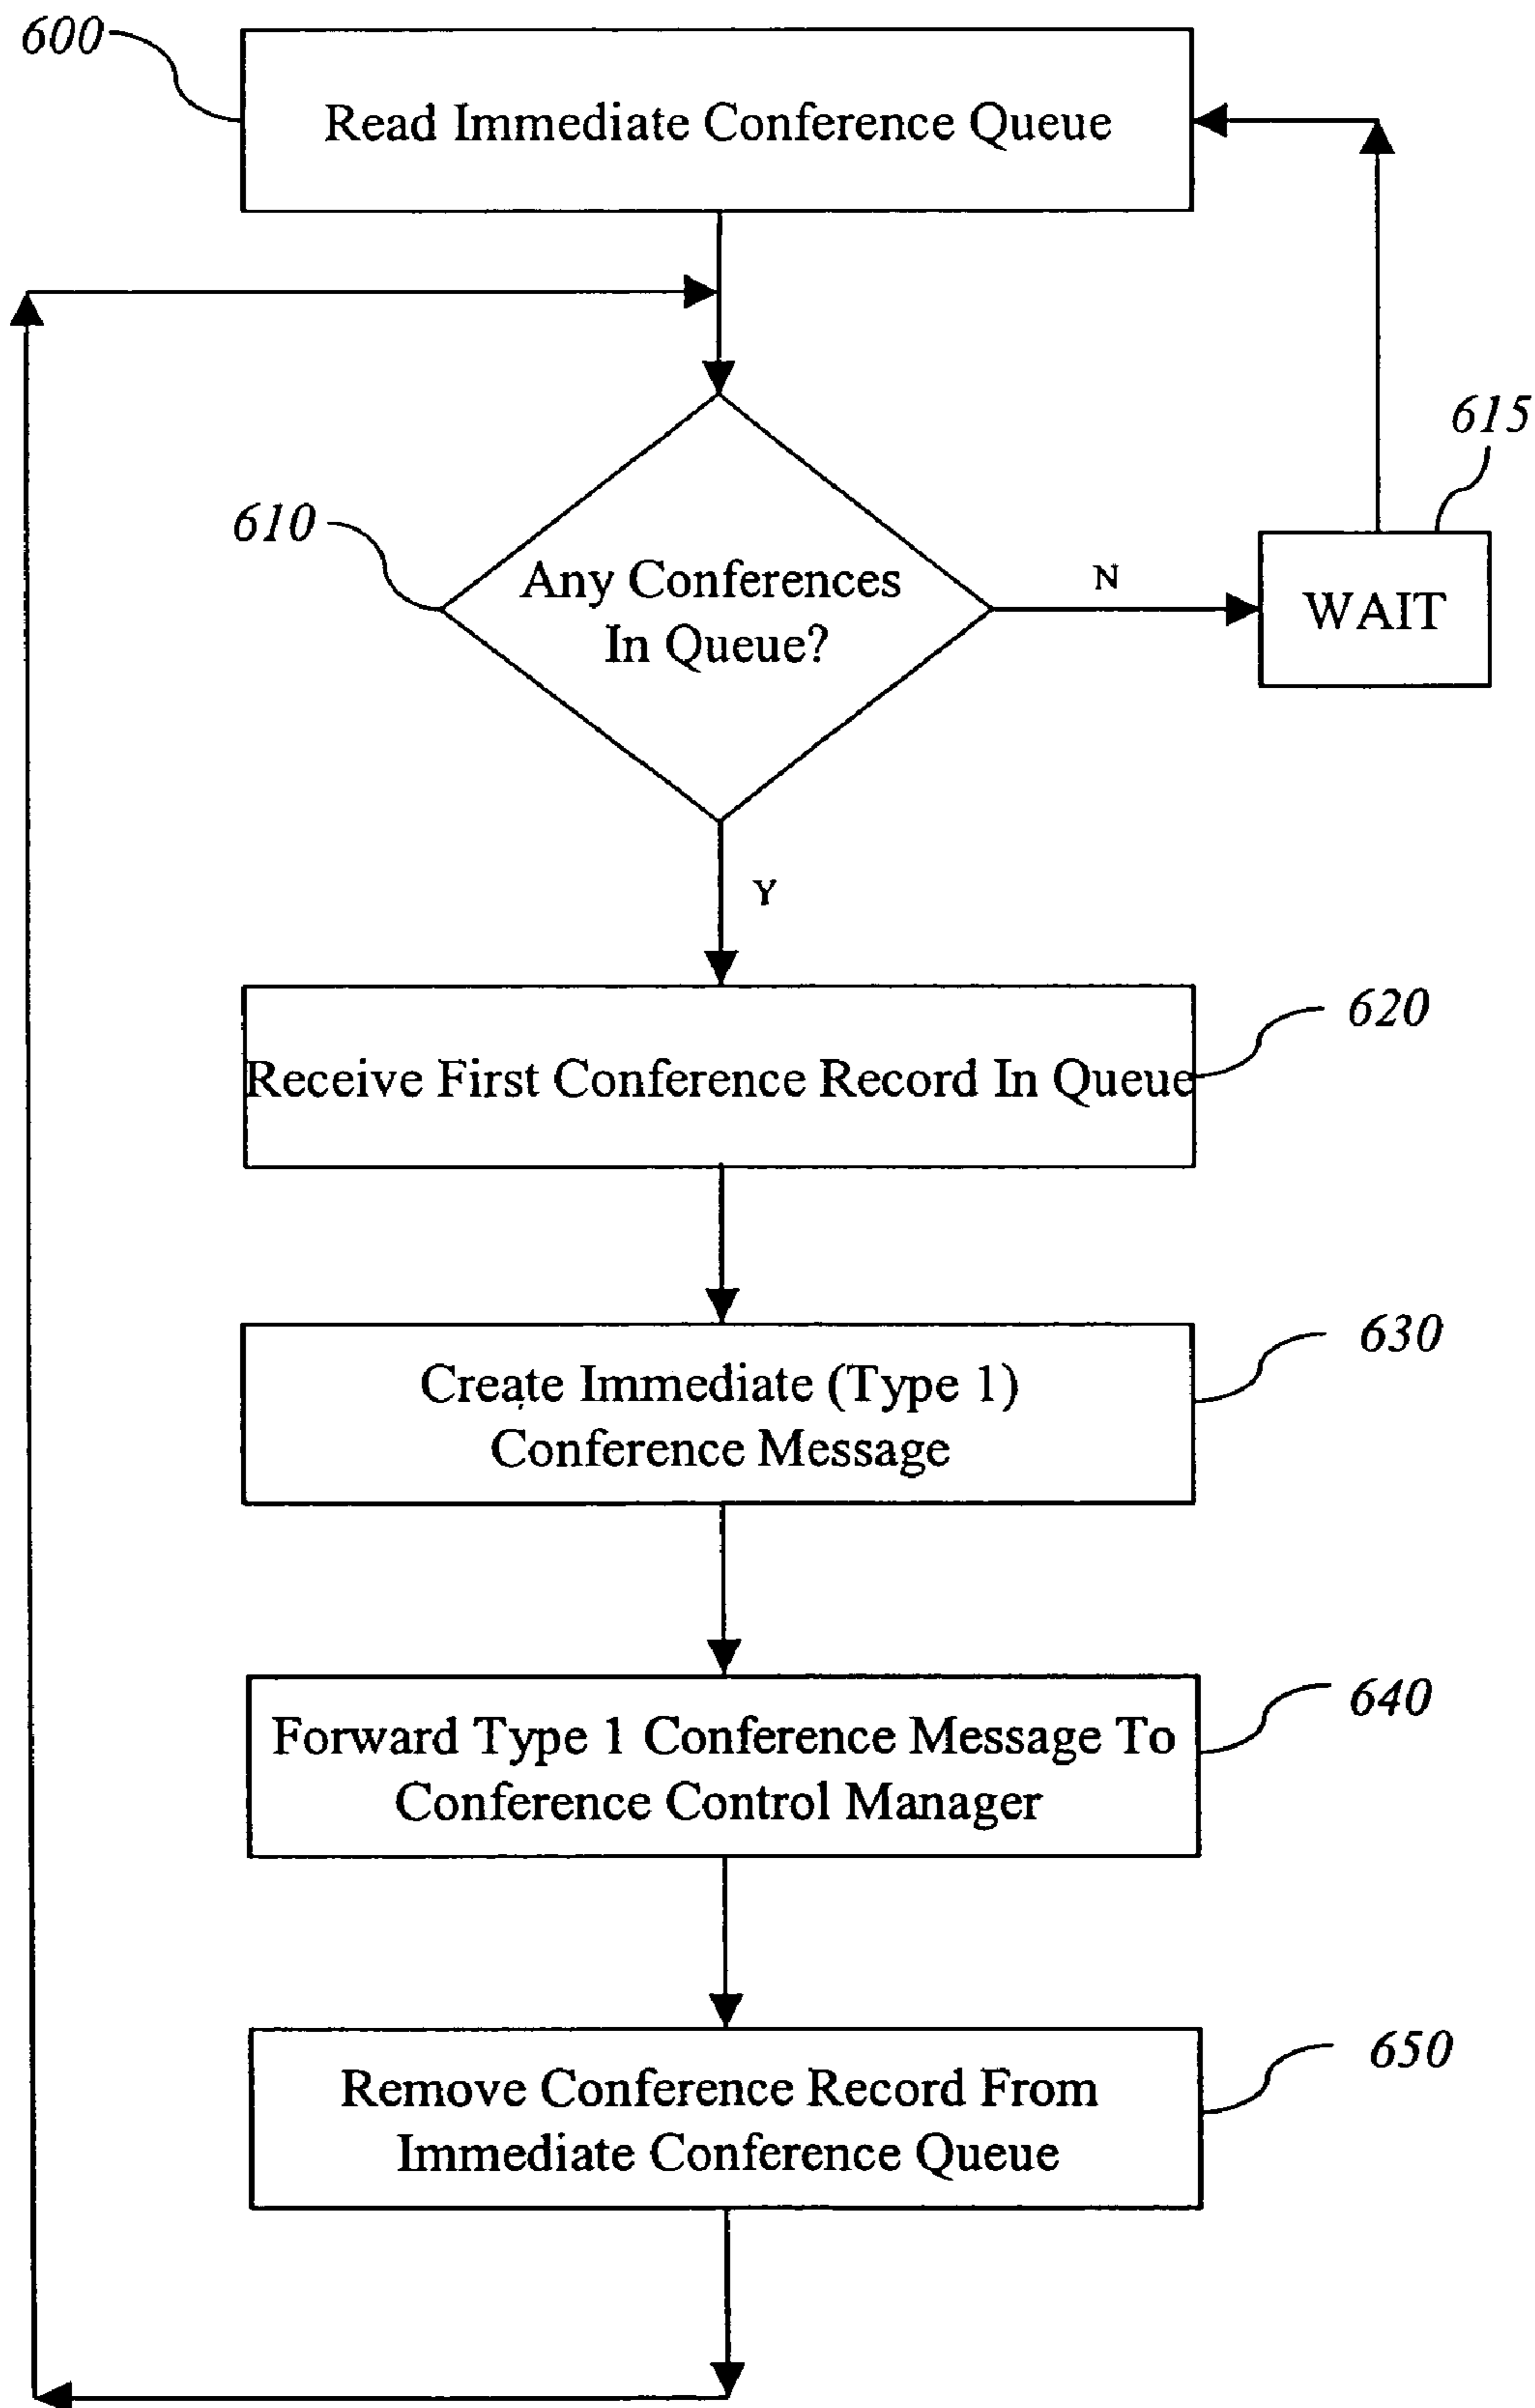 600
Read Immediate Conference Queue
615
610
Any Conferences
In Queue?
N
WAIT
Y
620
Receive First Conference Record In Queue
630
Create Immediate (Type 1)
Conference Message
640
Forward Type 1 Conference Message To
Conference Control Manager
650
Remove Conference Record From
Immediate Conference Queue